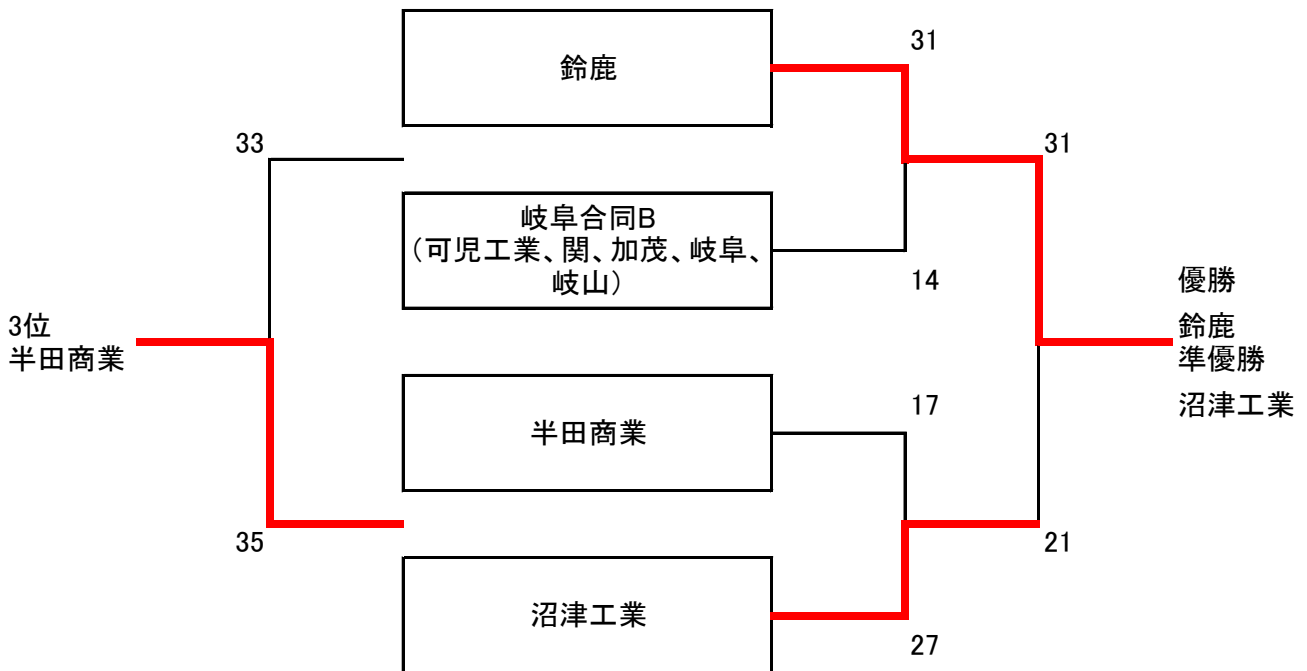 31
鈴鹿
33
31
岐阜合同B
(可児工業、関、加茂、岐阜、
岐山)
14
優勝
3位
鈴鹿
半田商業
準優勝
17
沼津工業
半田商業
35
21
沼津工業
27